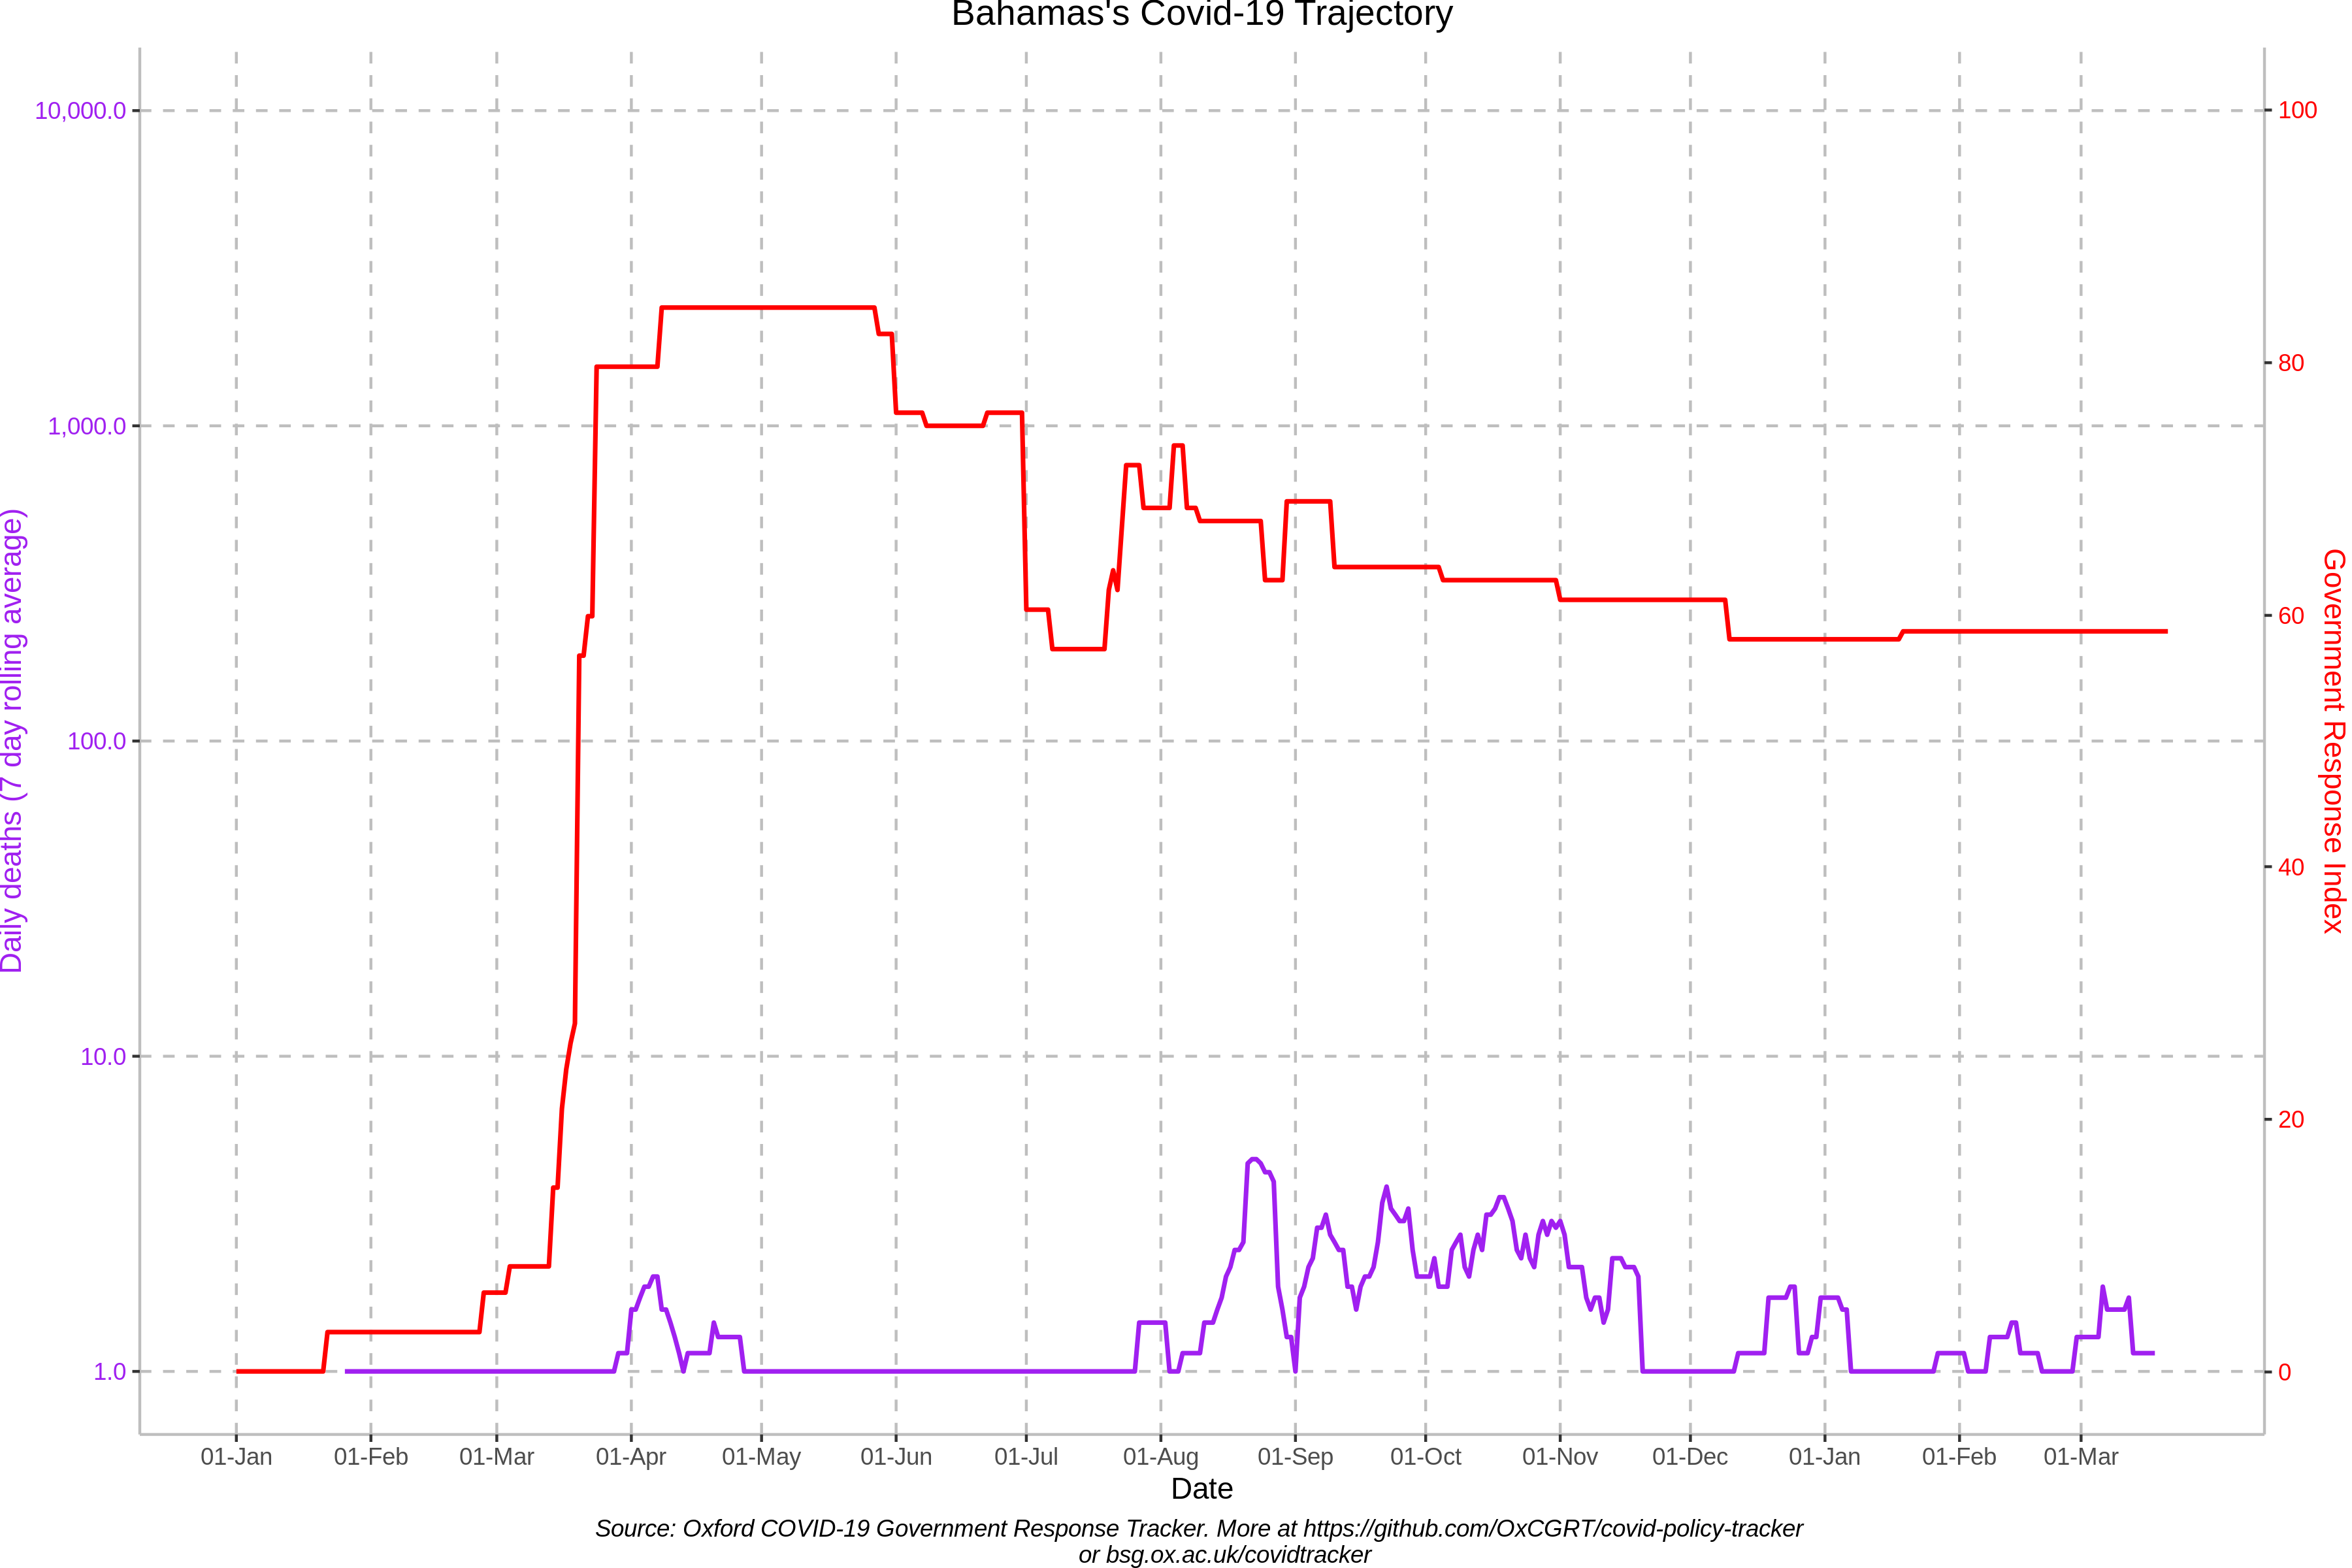 Bahamas's Covid-19 Trajectory
10,000.0
1,000.0
100.0
10.0
1.0
Daily deaths (7 day rolling average)
100
80
60
40
20
0
Government Response Index
01-Jan 01-Feb 01-Mar 01-Apr 01-May 01-Jun 01-Jul 01-Aug 01-Sep 01-Oct 01-Nov 01-Dec 01-Jan 01-Feb 01-Mar
Date
Source: Oxford COVID-19 Government Response Tracker. More at https://github.com/OxCGRT/covid-policy-tracker
or bsg.ox.ac.uk/covidtracker